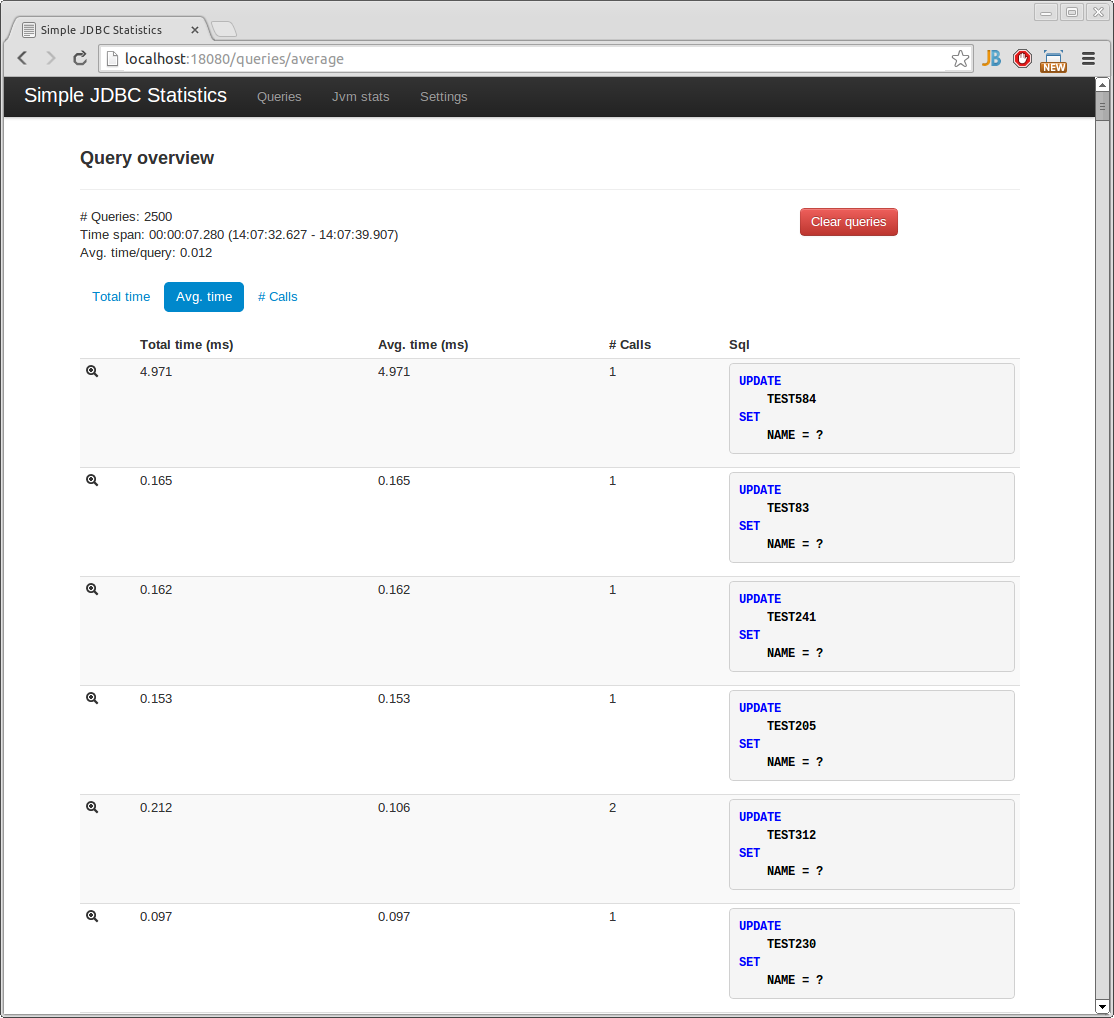 Simple JDBC Statistics
localhost:18080/queries/average
JB
NEW
Simple JDBC Statistics Queries Jvm stats Settings
Query overview
# Queries: 2500
Time span: 00:00:07.280 (14:07:32.627 - 14:07:39.907)
Avg. time/query: 0.012
Clear queries
Total time Avg. time # Calls
Total time (ms) Avg. time (ms) # Calls Sql
4.971 4.971 1
UPDATE
TEST584
SET
NAME = ?
0.165 0.165 1
UPDATE
TEST83
SET
NAME = ?
0.162 0.162 1
UPDATE
TEST241
SET
NAME = ?
0.153 0.153 1
UPDATE
TEST205
SET
NAME = ?
0.212 0.106 2
UPDATE
TEST312
SET
NAME = ?
0.097 0.097 1
UPDATE
TEST230
SET
NAME = ?